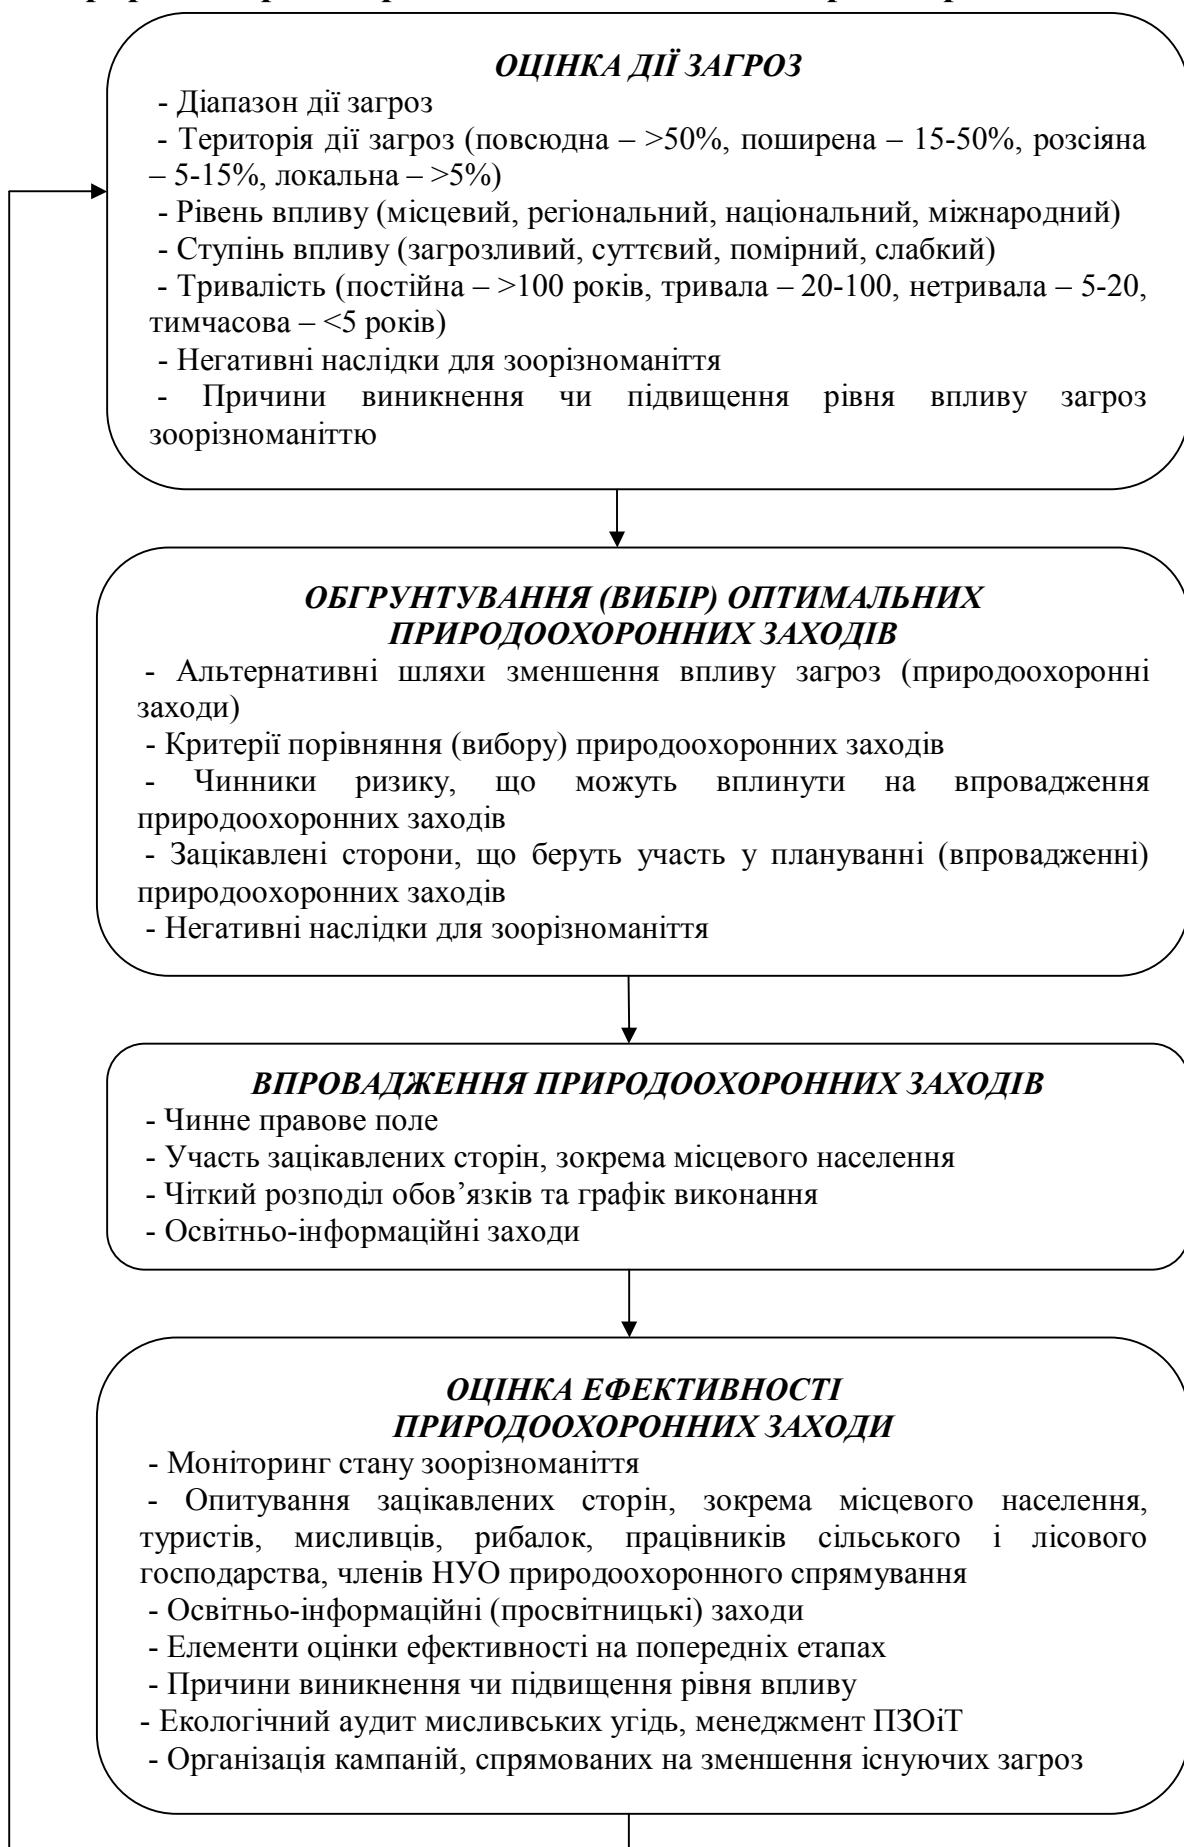 ОЦІНКА ДІЇ ЗАГРОЗ
- Діапазон дії загроз
- Територія дії загроз (повсюдна – >50%, поширена – 15-50%, розсіяна
– 5-15%, локальна – >5%)
- Рівень впливу (місцевий, регіональний, національний, міжнародний)
- Ступінь впливу (загрозливий, суттєвий, помірний, слабкий)
- Тривалість (постійна – >100 років, тривала – 20-100, нетривала – 5-20,
тимчасова – <5 років)
- Негативні наслідки для зоорізноманіття
- Причини виникнення чи підвищення рівня впливу загроз
зоорізноманіттю
ОБГРУНТУВАННЯ (ВИБІР) ОПТИМАЛЬНИХ
ПРИРОДООХОРОННИХ ЗАХОДІВ
- Альтернативні шляхи зменшення впливу загроз (природоохоронні
заходи)
- Критерії порівняння (вибору) природоохоронних заходів
- Чинники ризику, що можуть вплинути на впровадження
природоохоронних заходів
- Зацікавлені сторони, що беруть участь у плануванні (впровадженні)
природоохоронних заходів
- Негативні наслідки для зоорізноманіття
ВПРОВАДЖЕННЯ ПРИРОДООХОРОННИХ ЗАХОДІВ
- Чинне правове поле
- Участь зацікавлених сторін, зокрема місцевого населення
- Чіткий розподіл обов’язків та графік виконання
- Освітньо-інформаційні заходи
ОЦІНКА ЕФЕКТИВНОСТІ
ПРИРОДООХОРОННИХ ЗАХОДИ
- Моніторинг стану зоорізноманіття
- Опитування зацікавлених сторін, зокрема місцевого населення,
туристів, мисливців, рибалок, працівників сільського і лісового
господарства, членів НУО природоохоронного спрямування
- Освітньо-інформаційні (просвітницькі) заходи
- Елементи оцінки ефективності на попередніх етапах
- Причини виникнення чи підвищення рівня впливу
- Екологічний аудит мисливських угідь, менеджмент ПЗОіТ
- Організація кампаній, спрямованих на зменшення існуючих загроз